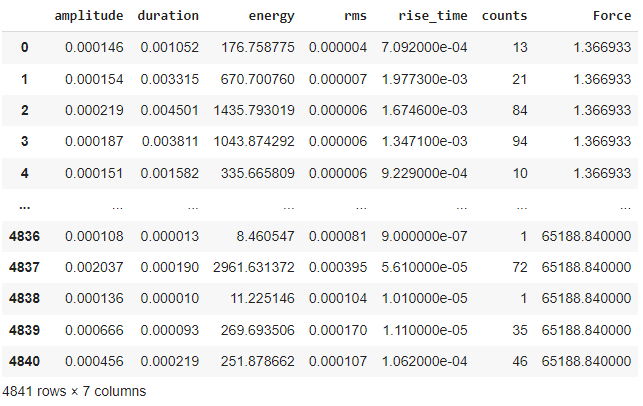 amplitude duration energy rms rise_time counts Force
0 0.000146 0.001052 176.758775 0.000004 7.092000e-04 13 1.366933
1 0.000154 0.003315 670.700760 0.000007 1.977300e-03 21 1.366933
2 0.000219 0.004501 1435.793019 0.000006 1.674600e-03 84 1.366933
3 0.000187 0.003811 1043.874292 0.000006 1.347100e-03 94 1.366933
4 0.000151 0.001582 335.665809 0.000006 9.229000e-04 10 1.366933
... ... ... ... ... ... ... ...
4836 0.000108 0.000013 8.460547 0.000081 9.000000e-07 1 65188.840000
4837 0.002037 0.000190 2961.631372 0.000395 5.610000e-05 72 65188.840000
4838 0.000136 0.000010 11.225146 0.000104 1.010000e-05 1 65188.840000
4839 0.000666 0.000093 269.693506 0.000170 1.110000e-05 35 65188.840000
4840 0.000456 0.000219 251.878662 0.000107 1.062000e-04 46 65188.840000
4841 rows × 7 columns